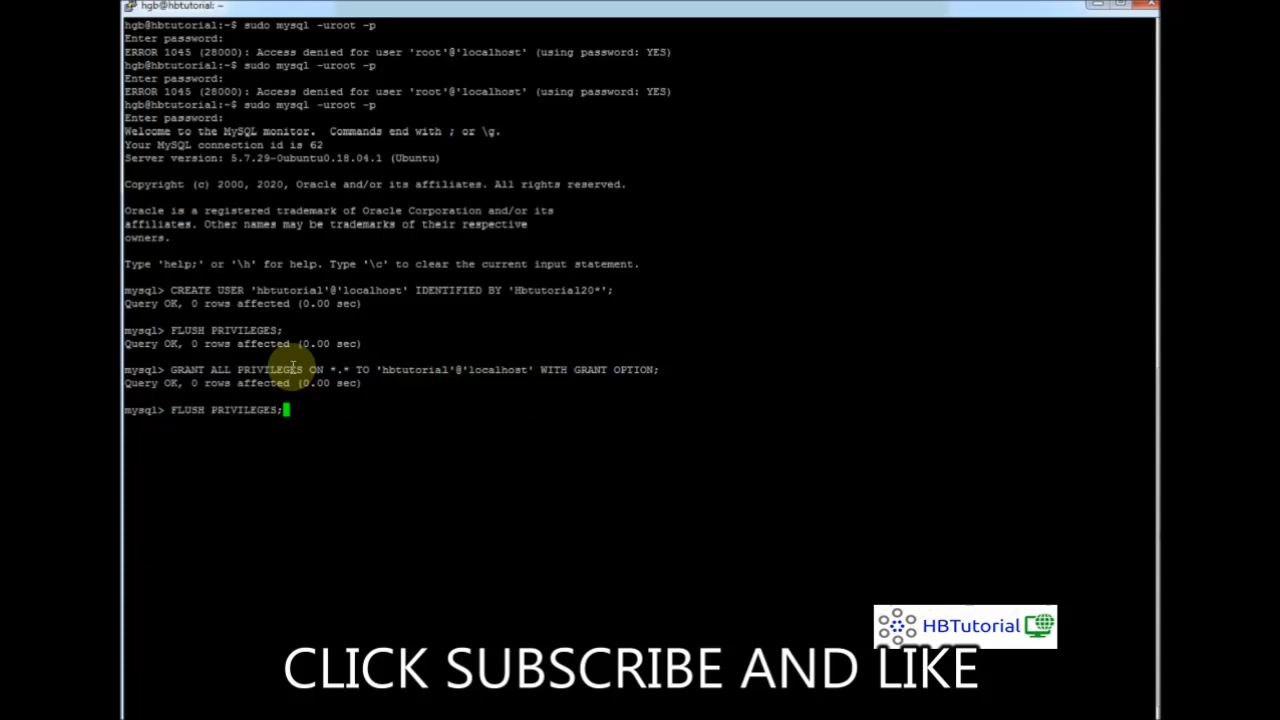 hgb@hbtutorial: ~
hgb@hbtutorial:~$ sudo mysql -uroot -p
Enter password:
ERROR 1045 (28000): Access denied for user 'root'@'localhost' (using password: YES)
hgb@hbtutorial:~$ sudo mysql -uroot -p
Enter password:
ERROR 1045 (28000): Access denied for user 'root'@'localhost' (using password: YES)
hgb@hbtutorial:~$ sudo mysql -uroot -p
Enter password:
Welcome to the MySQL monitor.  Commands end with ; or \g.
Your MySQL connection id is 62
Server version: 5.7.29-0ubuntu0.18.04.1 (Ubuntu)
Copyright (c) 2000, 2020, Oracle and/or its affiliates. All rights reserved.
Oracle is a registered trademark of Oracle Corporation and/or its
affiliates. Other names may be trademarks of their respective
owners.
Type 'help;' or '\h' for help. Type '\c' to clear the current input statement.
mysql> CREATE USER 'hbtutorial'@'localhost' IDENTIFIED BY 'Hbtutorial20*';
Query OK, 0 rows affected (0.00 sec)
mysql> FLUSH PRIVILEGES;
Query OK, 0 rows affected (0.00 sec)
mysql> GRANT ALL PRIVILEGES ON *.* TO 'hbtutorial'@'localhost' WITH GRANT OPTION;
Query OK, 0 rows affected (0.00 sec)
mysql> FLUSH PRIVILEGES;
HBTutorial
CLICK SUBSCRIBE AND LIKE